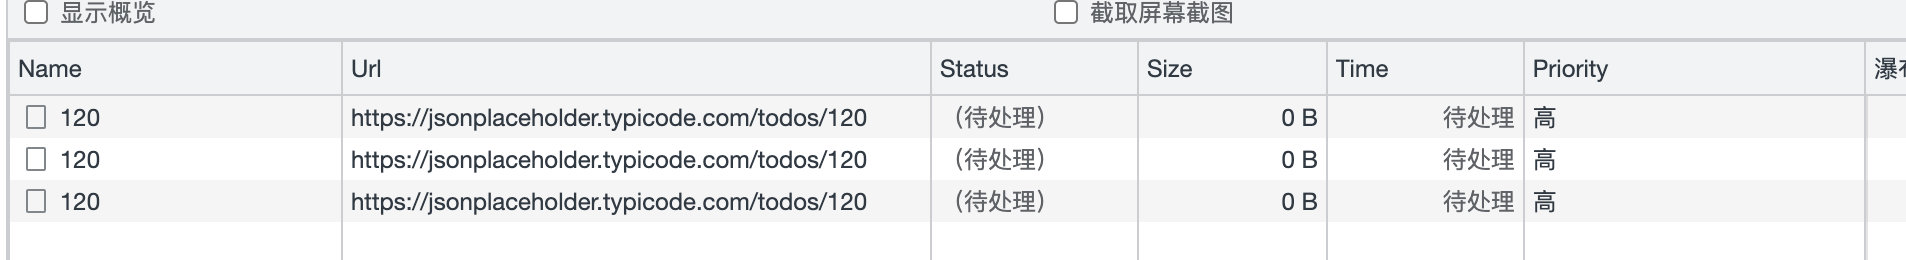 显示概览 截取屏幕截图
Name Url Status Size Time Priority
120 https://jsonplaceholder.typicode.com/todos/120 （待处理） 0 B 待处理 高
120 https://jsonplaceholder.typicode.com/todos/120 （待处理） 0 B 待处理 高
120 https://jsonplaceholder.typicode.com/todos/120 （待处理） 0 B 待处理 高